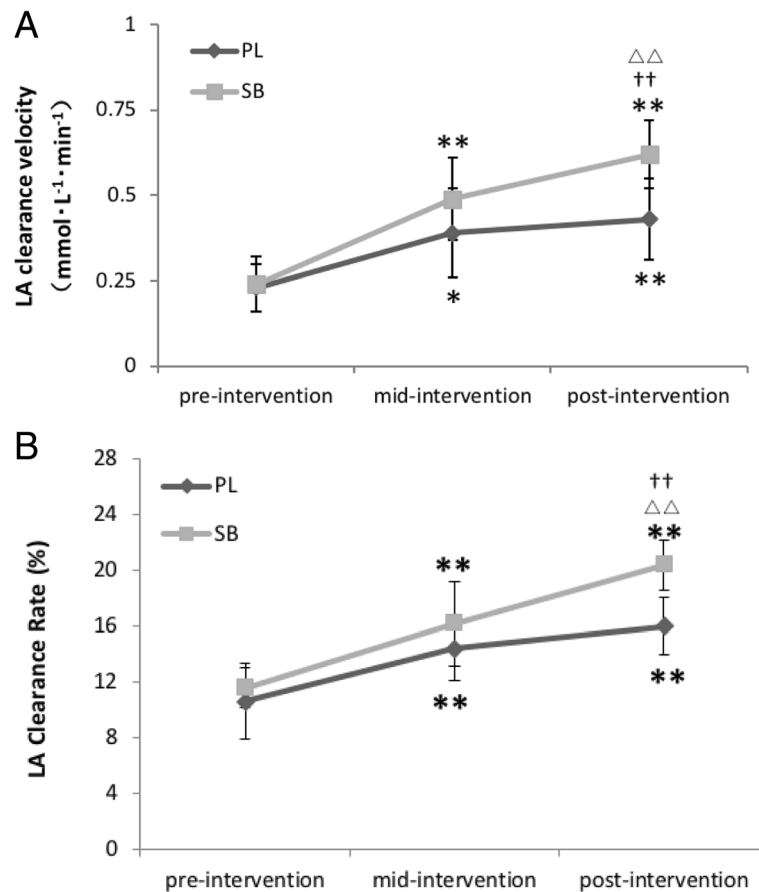 A
LA clearance velocity
(mmol·L-1·min-1)
1
0.75
0.5
0.25
0
PL
SB
**
*
△△
††
**
**
pre-intervention mid-intervention post-intervention
B
LA Clearance Rate (%)
28
24
20
16
12
8
4
0
PL
SB
**
**
††
△△
**
**
pre-intervention mid-intervention post-intervention